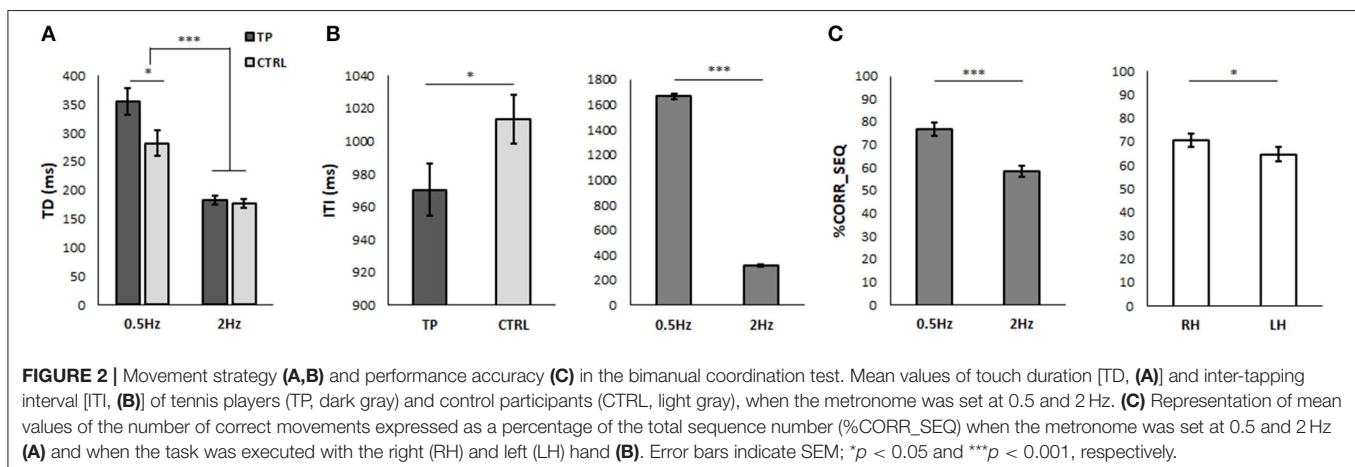 A
B
C
***
TP
CTRL
*
400
350
300
250
200
150
100
50
0
TD (ms)
0.5Hz
2Hz
*
1040
1020
1000
980
960
940
920
900
ITI (ms)
TP
CTRL
***
1800
1600
1400
1200
1000
800
600
400
200
0
0.5Hz
2Hz
***
100
90
80
70
60
50
40
30
20
10
0
%CORR_SEQ
0.5Hz
2Hz
*
100
90
80
70
60
50
40
30
20
10
0
RH
LH
FIGURE 2 | Movement strategy (A,B) and performance accuracy (C) in the bimanual coordination test. Mean values of touch duration [TD, (A)] and inter-tapping
interval [ITI, (B)] of tennis players (TP, dark gray) and control participants (CTRL, light gray), when the metronome was set at 0.5 and 2 Hz. (C) Representation of mean
values of the number of correct movements expressed as a percentage of the total sequence number (%CORR_SEQ) when the metronome was set at 0.5 and 2 Hz
(A) and when the task was executed with the right (RH) and left (LH) hand (B). Error bars indicate SEM; *p < 0.05 and ***p < 0.001, respectively.